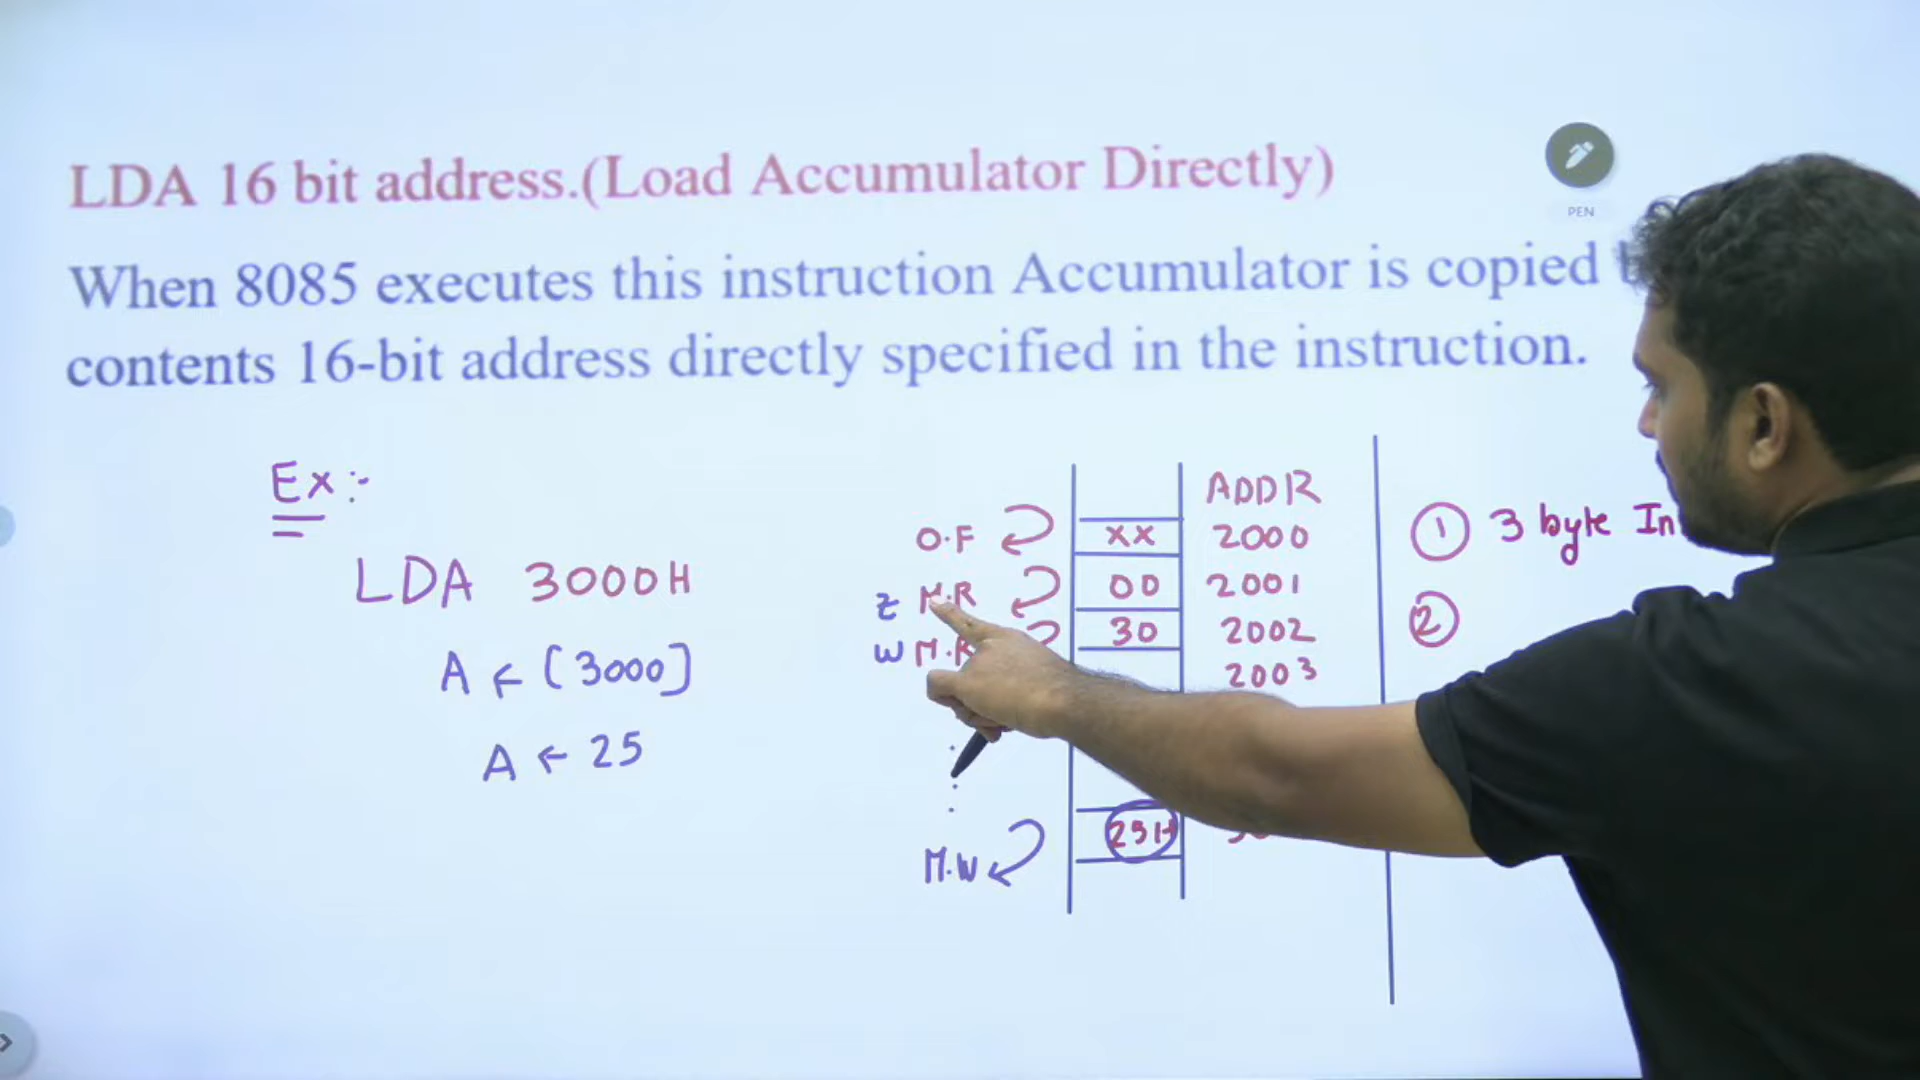 LDA 16 bit address.(Load Accumulator Directly)
PEN
When 8085 executes this instruction Accumulator is copied
contents 16-bit address directly specified in the instruction.
Ex:-
LDA 3000H
A ← [3000]
A ← 25
ADDR
O.F XX 2000
Z M.R 00 2001
W M.R 30 2002
2003
M.W 25H
① 3 byte In
②